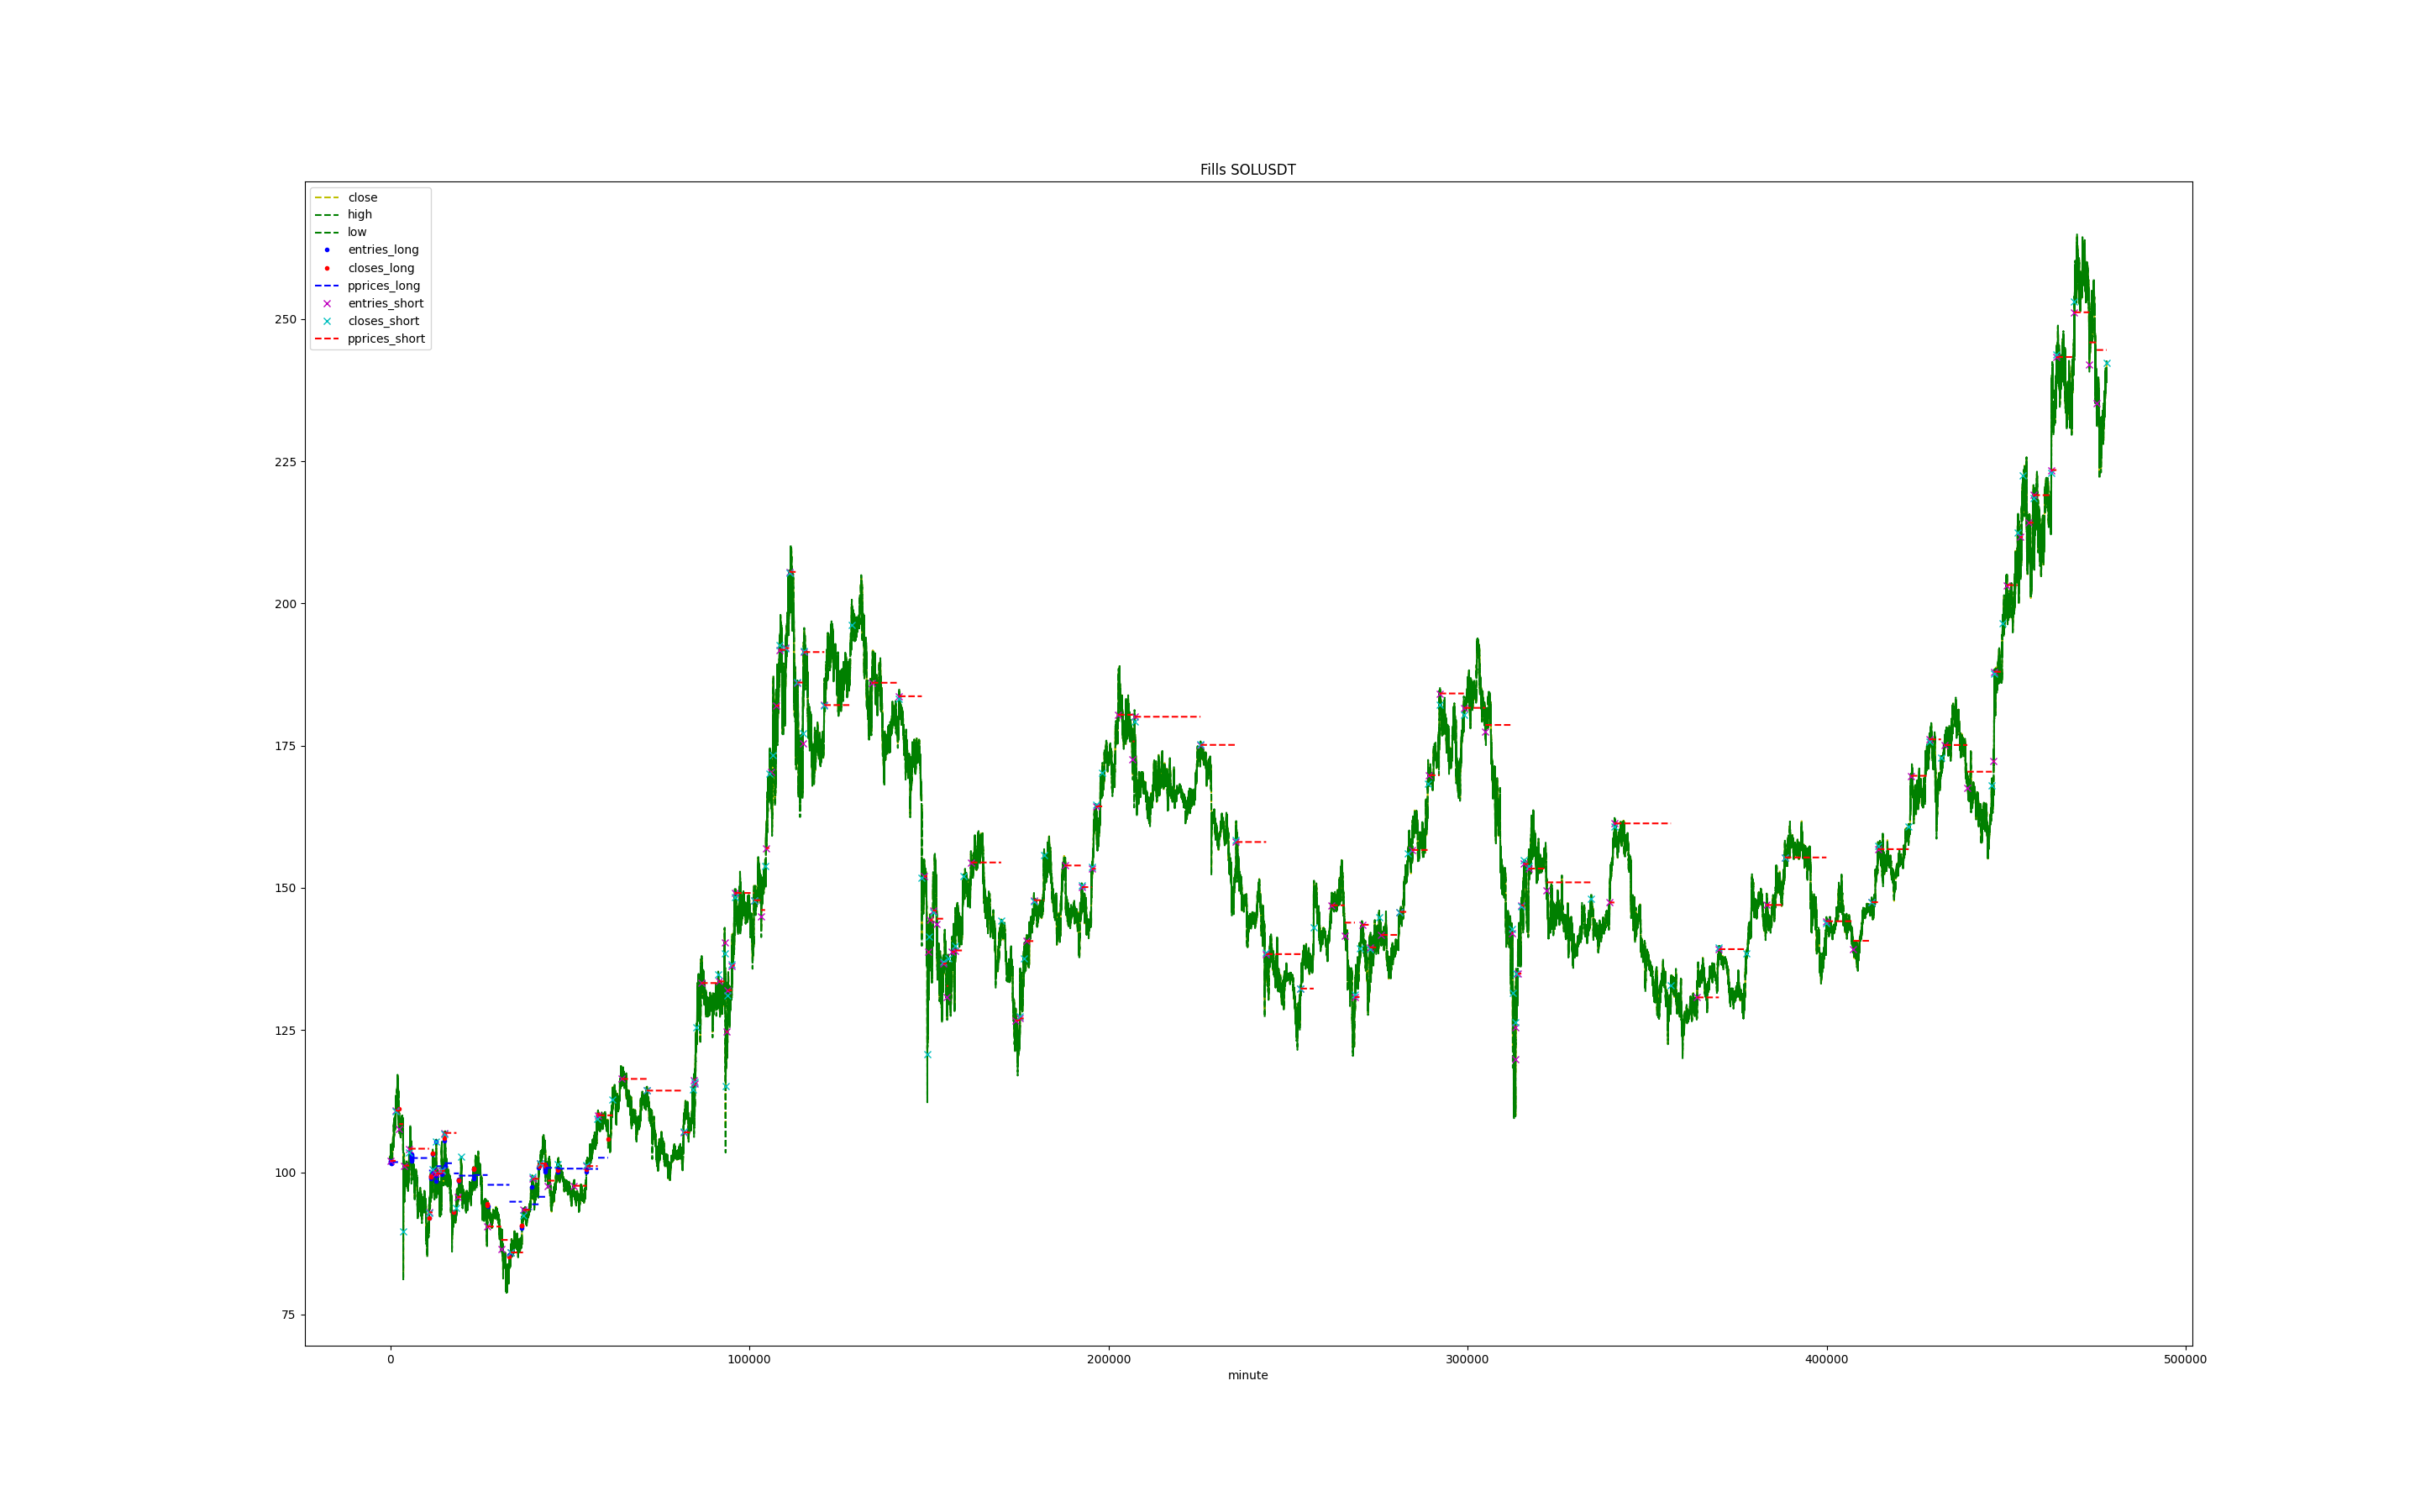 Fills SOLUSDT
close
high
low
entries_long
closes_long
pprices_long
entries_short
closes_short
pprices_short
250
225
200
175
150
125
100
75
0 100000 200000 300000 400000 500000
minute